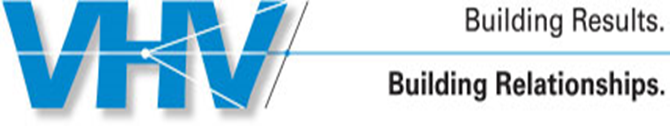 VHV
Building Results.
Building Relationships.